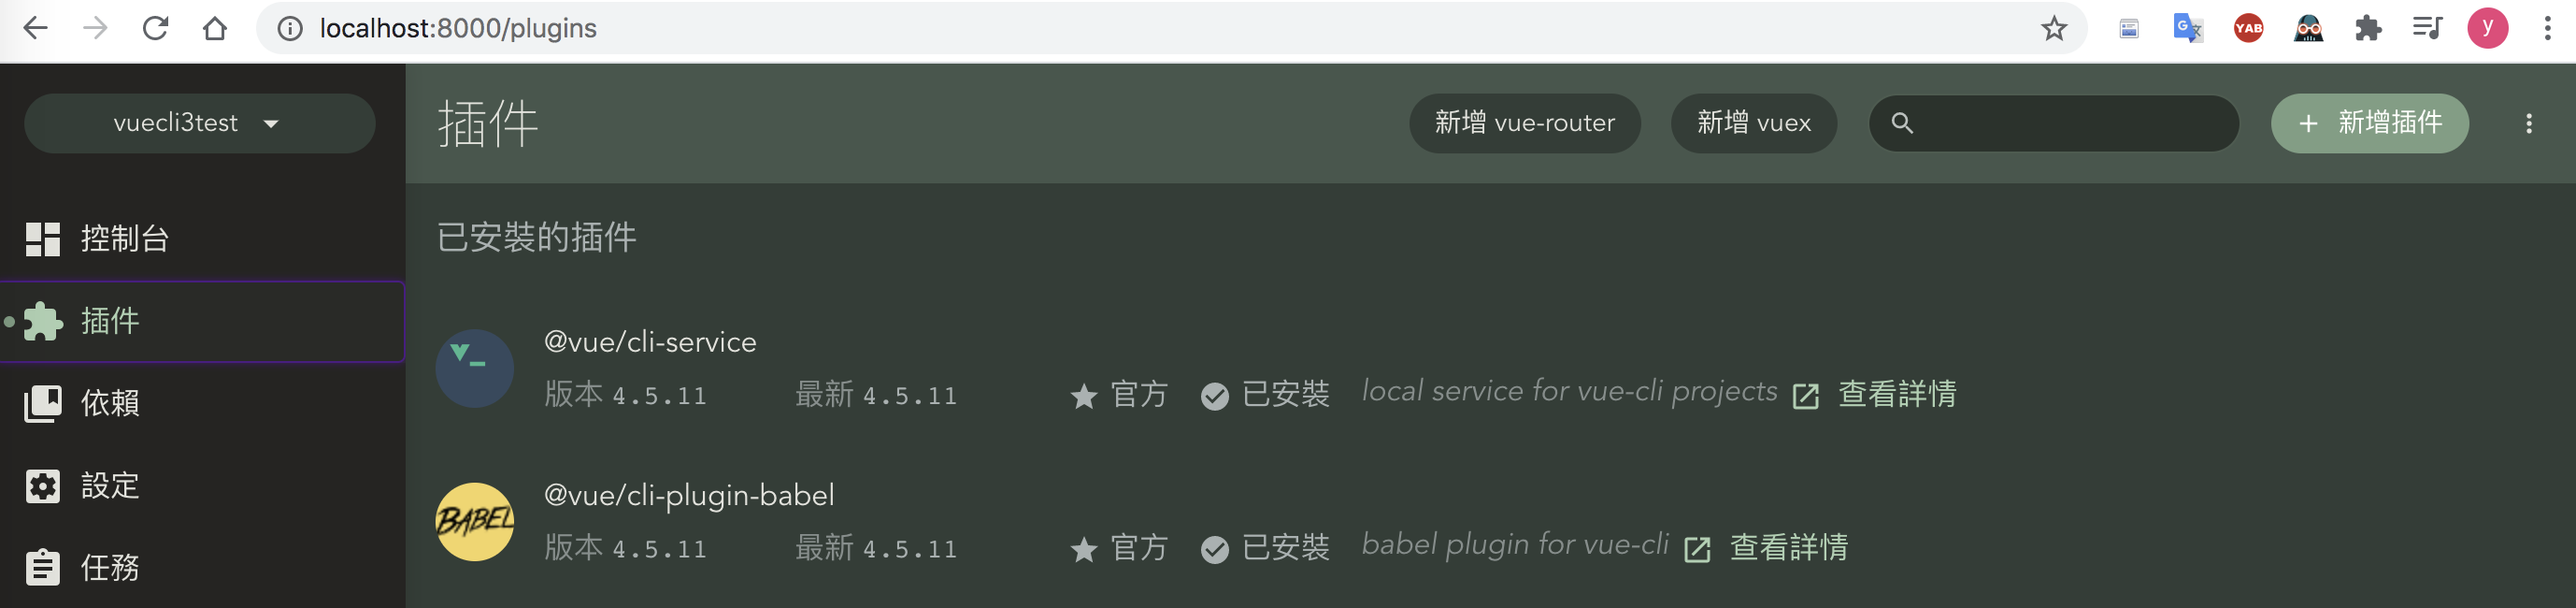 localhost:8000/plugins
YAB
y
vuecli3test
插件
新增 vue-router
新增 vuex
新增插件
控制台
插件
依賴
設定
任務
已安裝的插件
@vue/cli-service
版本 4.5.11 最新 4.5.11 官方 已安裝 local service for vue-cli projects 查看詳情
BABEL
@vue/cli-plugin-babel
版本 4.5.11 最新 4.5.11 官方 已安裝 babel plugin for vue-cli 查看詳情